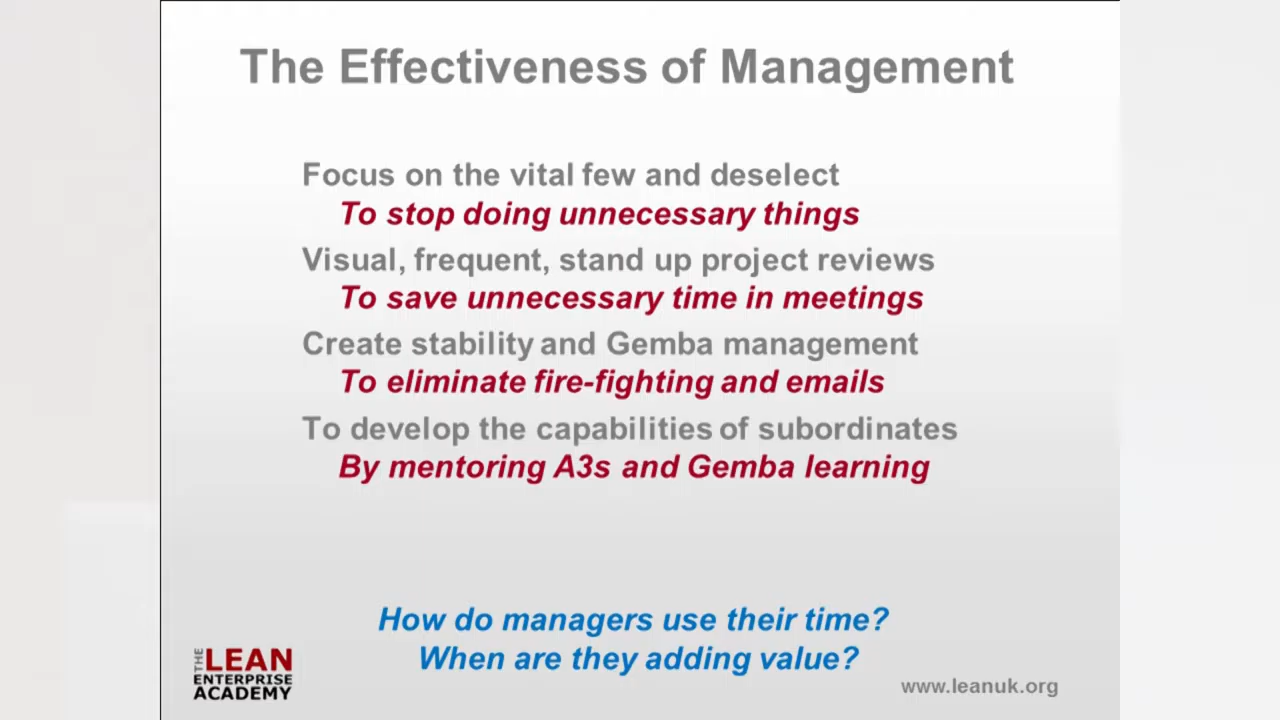 The Effectiveness of Management
Focus on the vital few and deselect
To stop doing unnecessary things
Visual, frequent, stand up project reviews
To save unnecessary time in meetings
Create stability and Gemba management
To eliminate fire-fighting and emails
To develop the capabilities of subordinates
By mentoring A3s and Gemba learning
How do managers use their time?
When are they adding value?
THE LEAN
ENTERPRISE
ACADEMY
www.leanuk.org